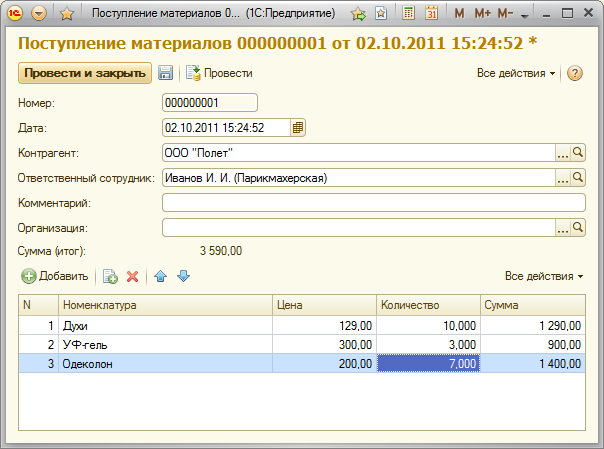 Поступление материалов 0... (1С:Предприятие)
M M+ M-
Поступление материалов 000000001 от 02.10.2011 15:24:52 *
Провести и закрыть Провести Все действия
Номер: 000000001
Дата: 02.10.2011 15:24:52
Контрагент: ООО "Полет" ...
Ответственный сотрудник: Иванов И. И. (Парикмахерская) ...
Комментарий:
Организация: ...
Сумма (итог): 3 590,00
Добавить Все действия
N Номенклатура Цена Количество Сумма
1 Духи 129,00 10,000 1 290,00
2 УФ-гель 300,00 3,000 900,00
3 Одеколон 200,00 7,000 1 400,00